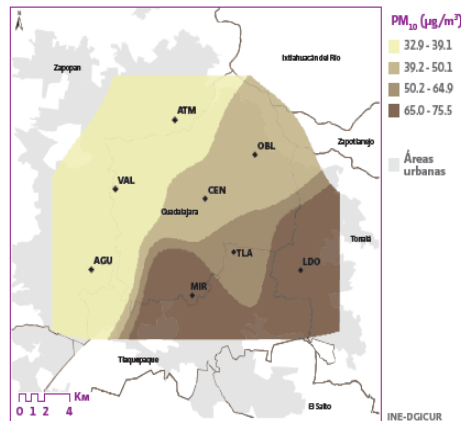 N
Ixtlahuacán del Río
Zapopan
ATM
OBL
Zapotlanejo
VAL
CEN
Guadalajara
Tonalá
TLA
AGU
LDO
MIR
Tlaquepaque
El Salto
KM
0 1 2 4
PM10 (µg/m³)
32.9 - 39.1
39.2 - 50.1
50.2 - 64.9
65.0 - 75.5
Áreas
urbanas
INE-DGICUR